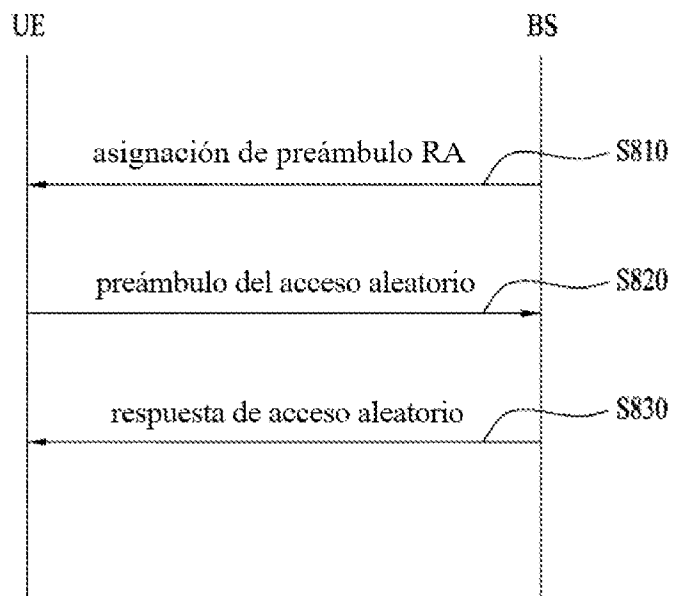 UE
BS
asignación de preámbulo RA
S810
preámbulo del acceso aleatorio
S820
respuesta de acceso aleatorio
S830